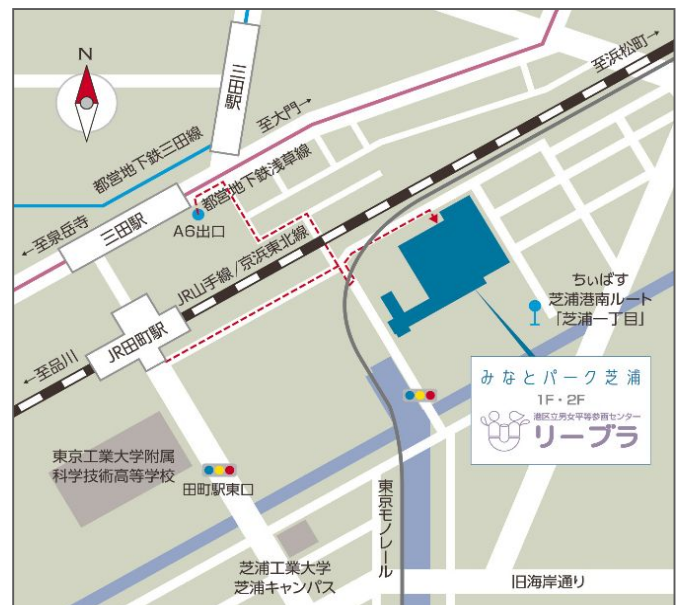 N
三田駅
至浜松町→
至大門→
都営地下鉄三田線
都営地下鉄浅草線
A6出口
三田駅
←至泉岳寺
JR山手線/京浜東北線
JR田町駅
←至品川
ちぃばす
芝浦港南ルート
「芝浦一丁目」
みなとパーク芝浦
1F・2F
港区立男女平等参画センター
リーブラ
東京工業大学附属
科学技術高等学校
田町駅東口
東京モノレール
芝浦工業大学
芝浦キャンパス
旧海岸通り